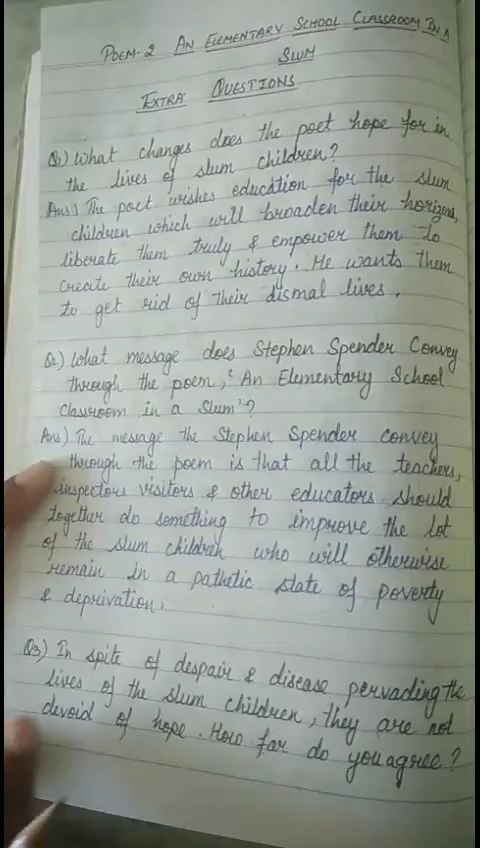 POEM-2 AN ELEMENTARY SCHOOL CLASSROOM IN A
SLUM
EXTRA QUESTIONS
Q1) What changes does the poet hope for in
the lives of slum children?
Ans) The poet wishes education for the slum
children which will broaden their horizons,
liberate them truly & empower them to
create their own history. He wants them
to get rid of their dismal lives.
Q2) What message does Stephen Spender Convey
through the poem, 'An Elementary School
Classroom in a Slum'?
Ans) The message the Stephen Spender convey
through the poem is that all the teachers,
inspectors visitors & other educators should
together do something to improve the lot
of the slum children who will otherwise
remain in a pathetic state of poverty
& deprivation.
Q3) In spite of despair & disease pervading the
lives of the slum children, they are not
devoid of hope. How far do you agree?